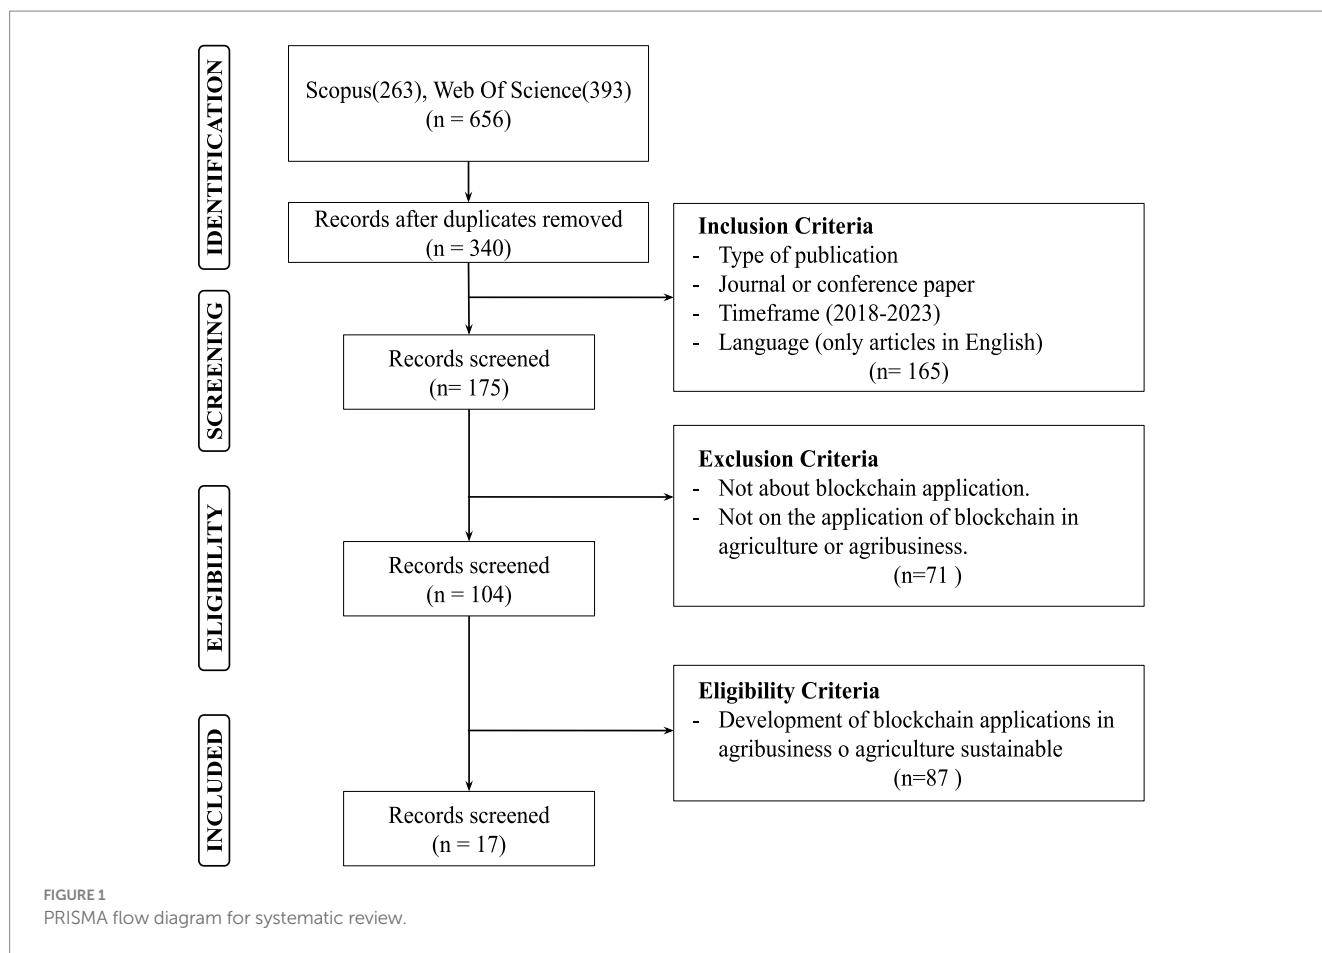 IDENTIFICATION
Scopus(263), Web Of Science(393)
(n = 656)
Records after duplicates removed
(n = 340)
Inclusion Criteria
- Type of publication
- Journal or conference paper
- Timeframe (2018-2023)
- Language (only articles in English)
(n= 165)
SCREENING
Records screened
(n= 175)
Exclusion Criteria
- Not about blockchain application.
- Not on the application of blockchain in
agriculture or agribusiness.
(n=71 )
ELIGIBILITY
Records screened
(n = 104)
Eligibility Criteria
- Development of blockchain applications in
agribusiness o agriculture sustainable
(n=87 )
INCLUDED
Records screened
(n = 17)
FIGURE 1
PRISMA flow diagram for systematic review.